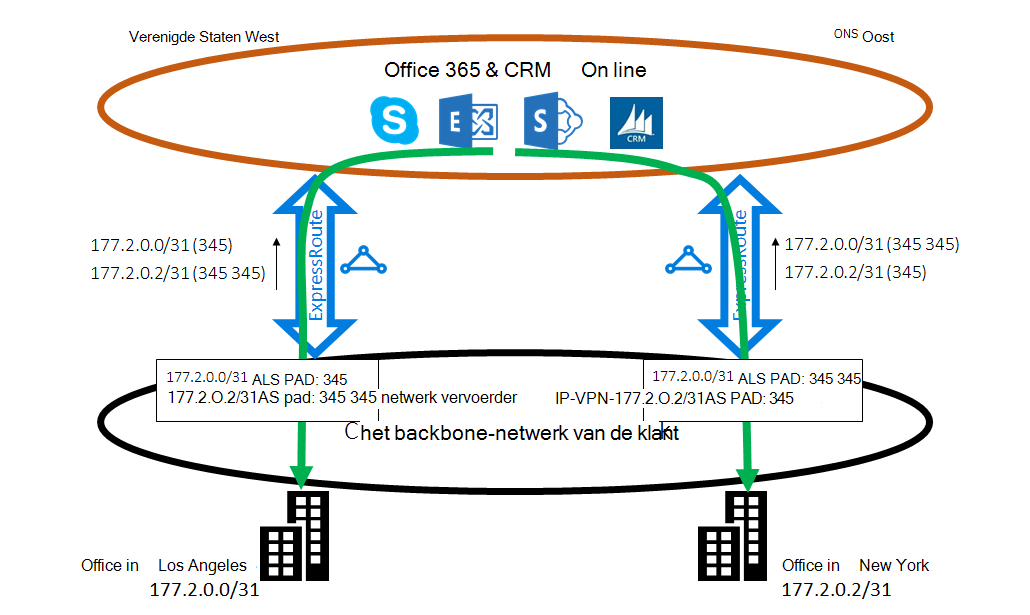 Verenigde Staten West
ONS Oost
Office 365 & CRM On line
S
E
S
CRM
ExpressRoute
ExpressRoute
177.2.0.0/31 (345)
177.2.0.2/31 (345 345)
177.2.0.0/31 (345 345)
177.2.0.2/31 (345)
177.2.0.0/31 ALS PAD: 345
177.2.O.2/31AS pad: 345 345 netwerk vervoerder
177.2.0.0/31 ALS PAD: 345 345
IP-VPN-177.2.O.2/31AS PAD: 345
het backbone-netwerk van de klant
Office in Los Angeles
177.2.0.0/31
Office in New York
177.2.0.2/31